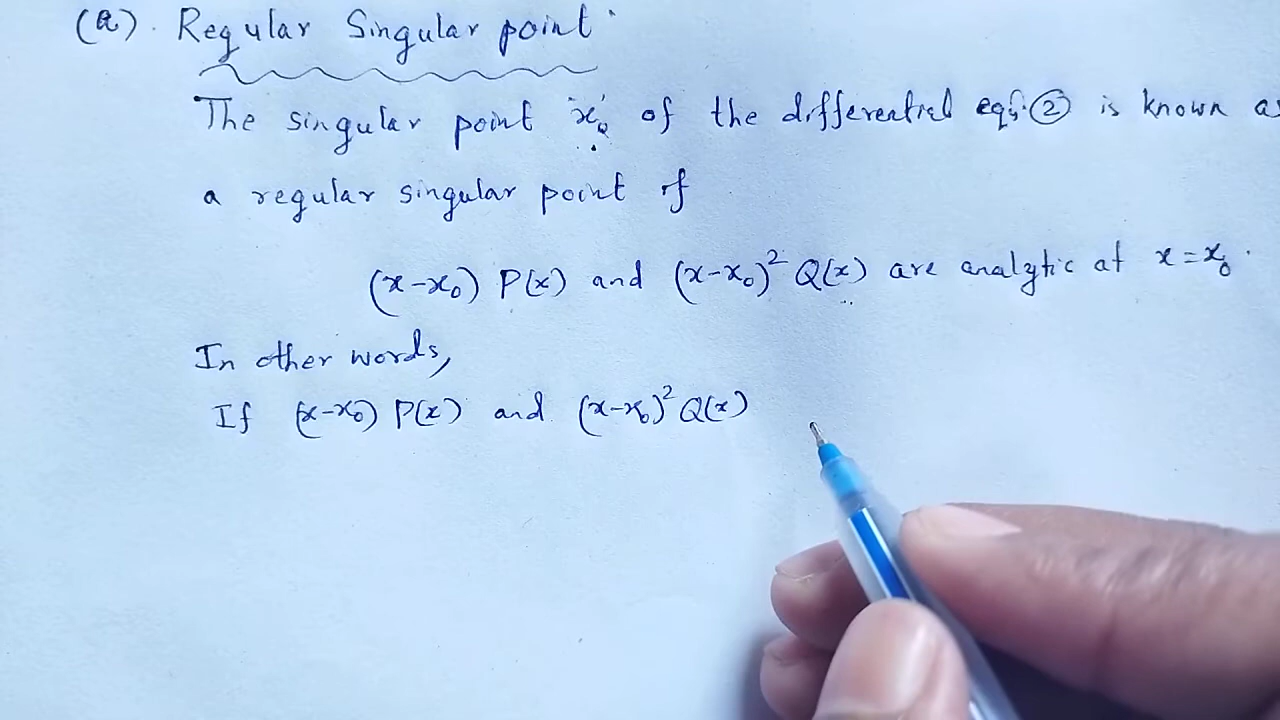 (a). Regular Singular point
The singular point 'x₀' of the differential eqⁿ. ② is known as
a regular singular point of
(x-x₀) P(x) and (x-x₀)² Q(x) are analytic at x = x₀.
In other words,
If (x-x₀) P(x) and (x-x₀)² Q(x)